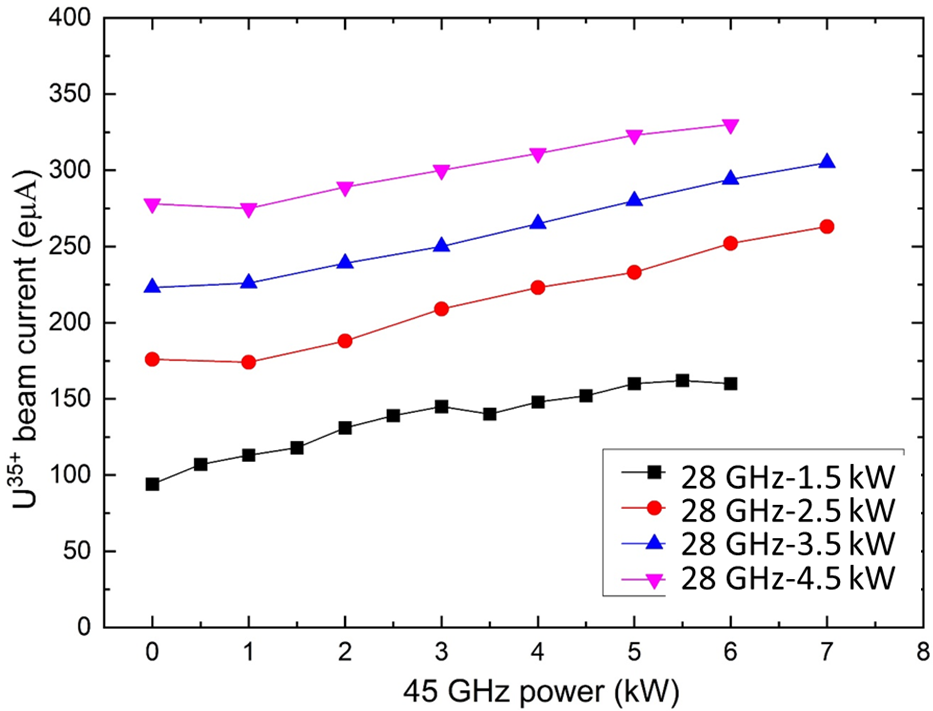 400
350
300
250
200
150
100
50
0
U35+ beam current (eμA)
28 GHz-1.5 kW
28 GHz-2.5 kW
28 GHz-3.5 kW
28 GHz-4.5 kW
0 1 2 3 4 5 6 7 8
45 GHz power (kW)